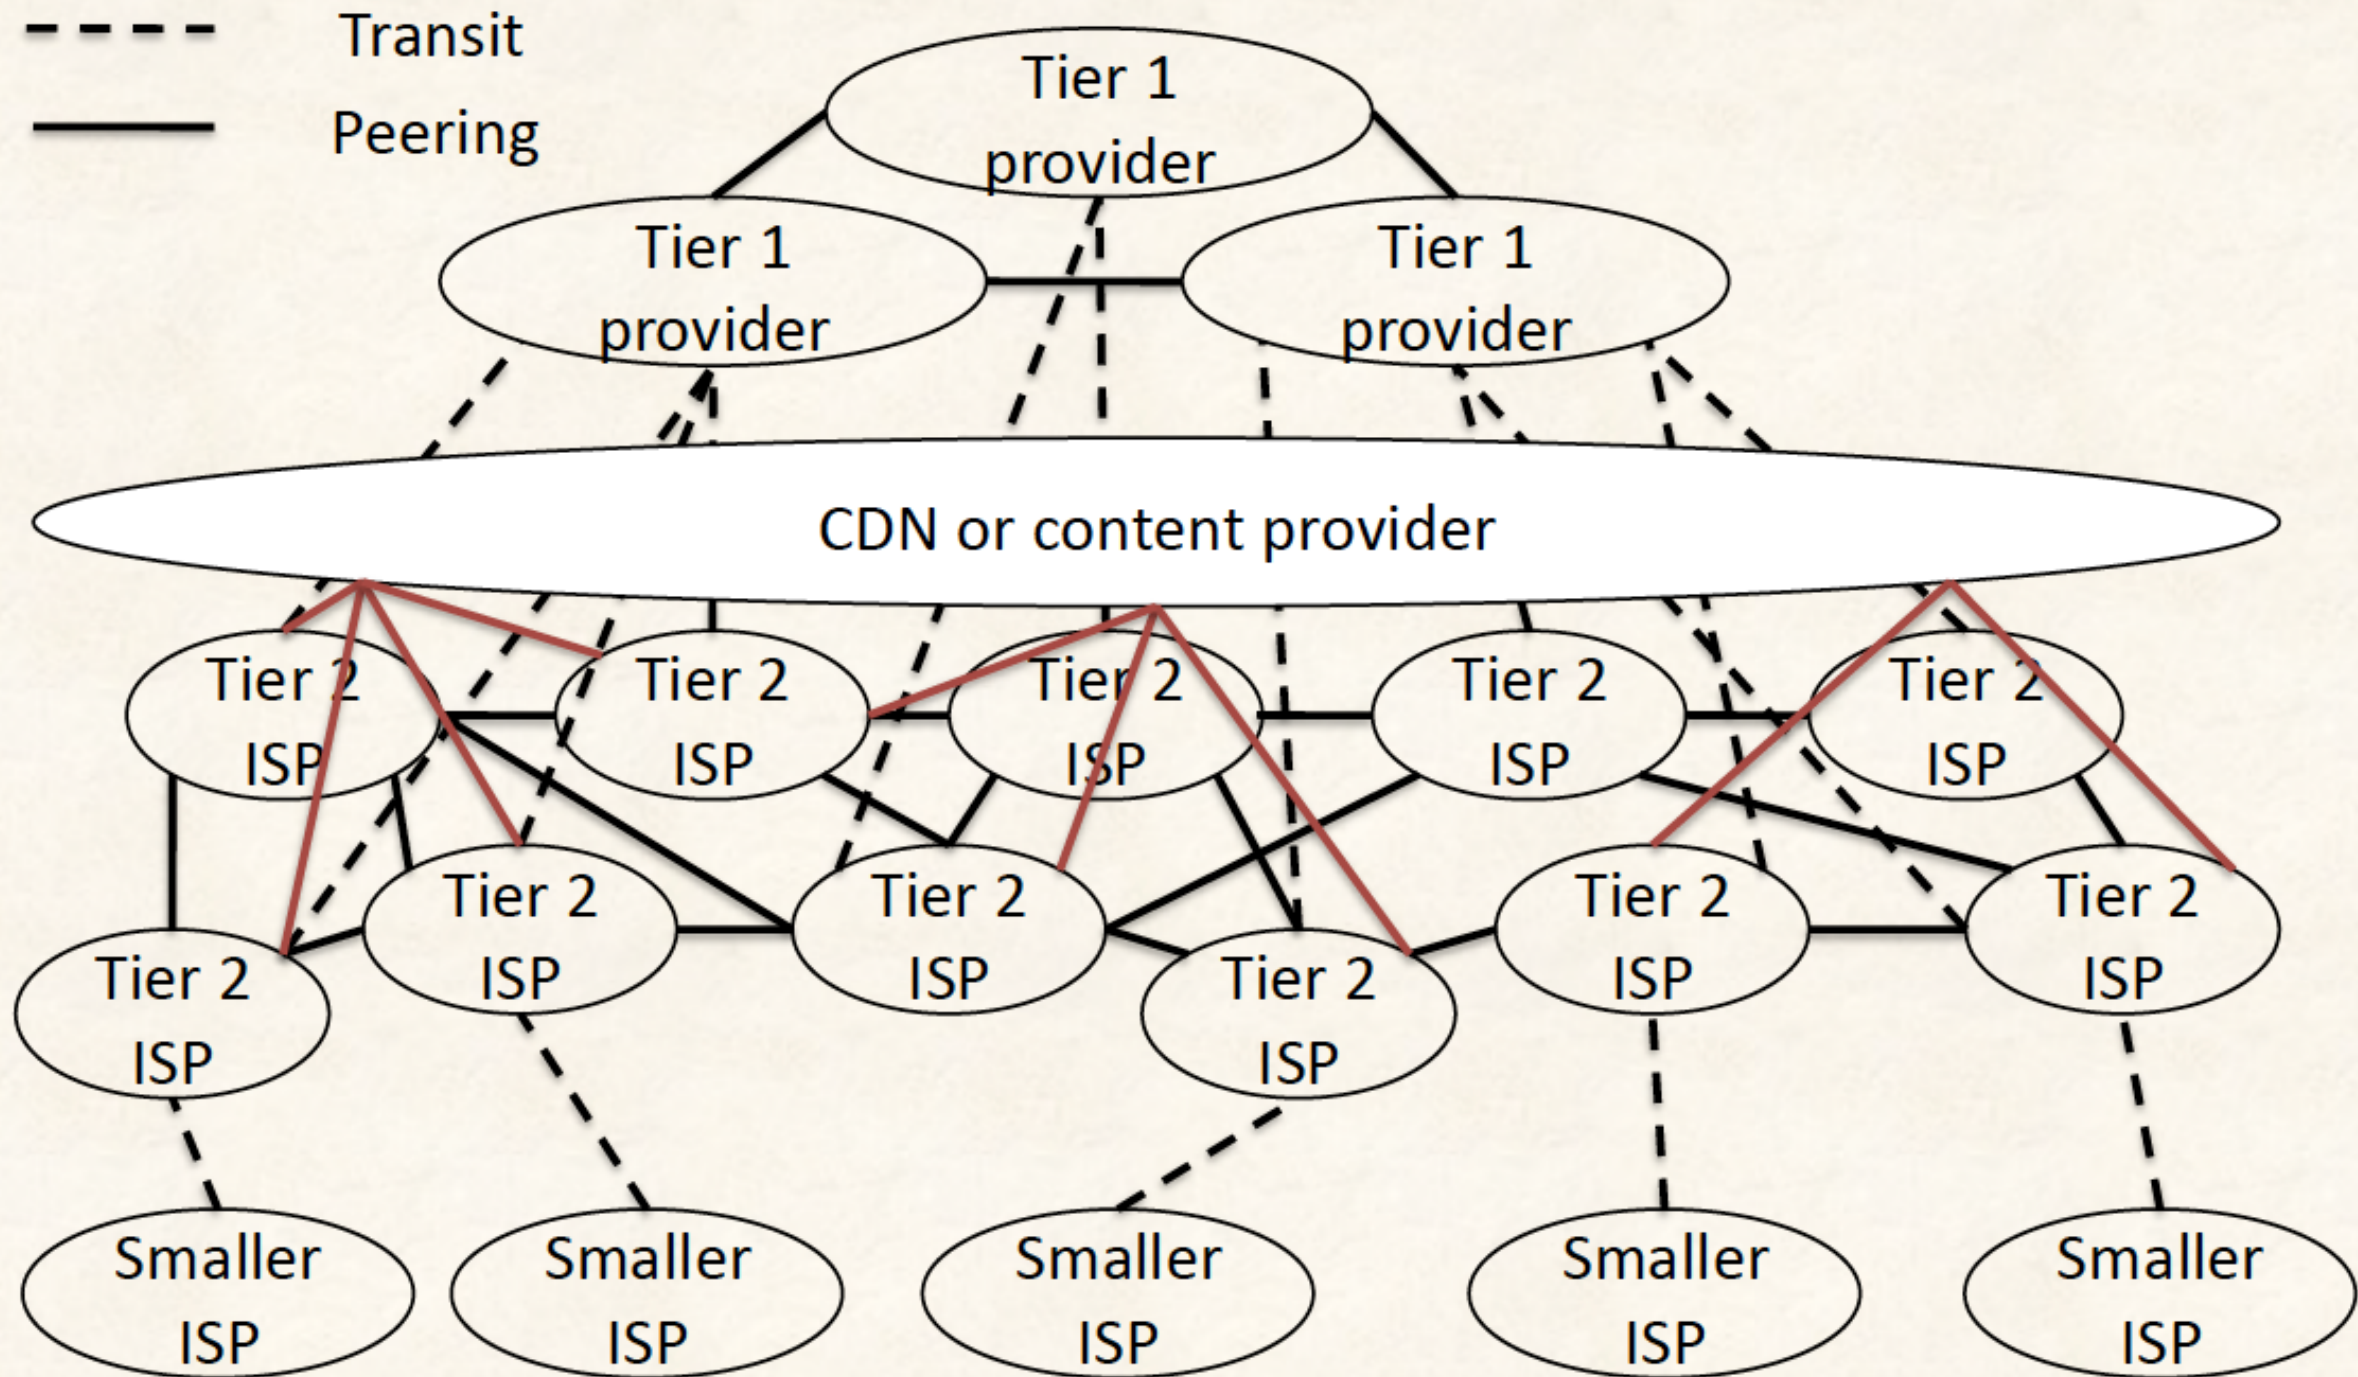 Transit
Peering
Tier 1
provider
Tier 1
provider
Tier 1
provider
CDN or content provider
Tier 2
ISP
Tier 2
ISP
Tier 2
ISP
Tier 2
ISP
Tier 2
ISP
Tier 2
ISP
Tier 2
ISP
Tier 2
ISP
Tier 2
ISP
Tier 2
ISP
Tier 2
ISP
Smaller
ISP
Smaller
ISP
Smaller
ISP
Smaller
ISP
Smaller
ISP